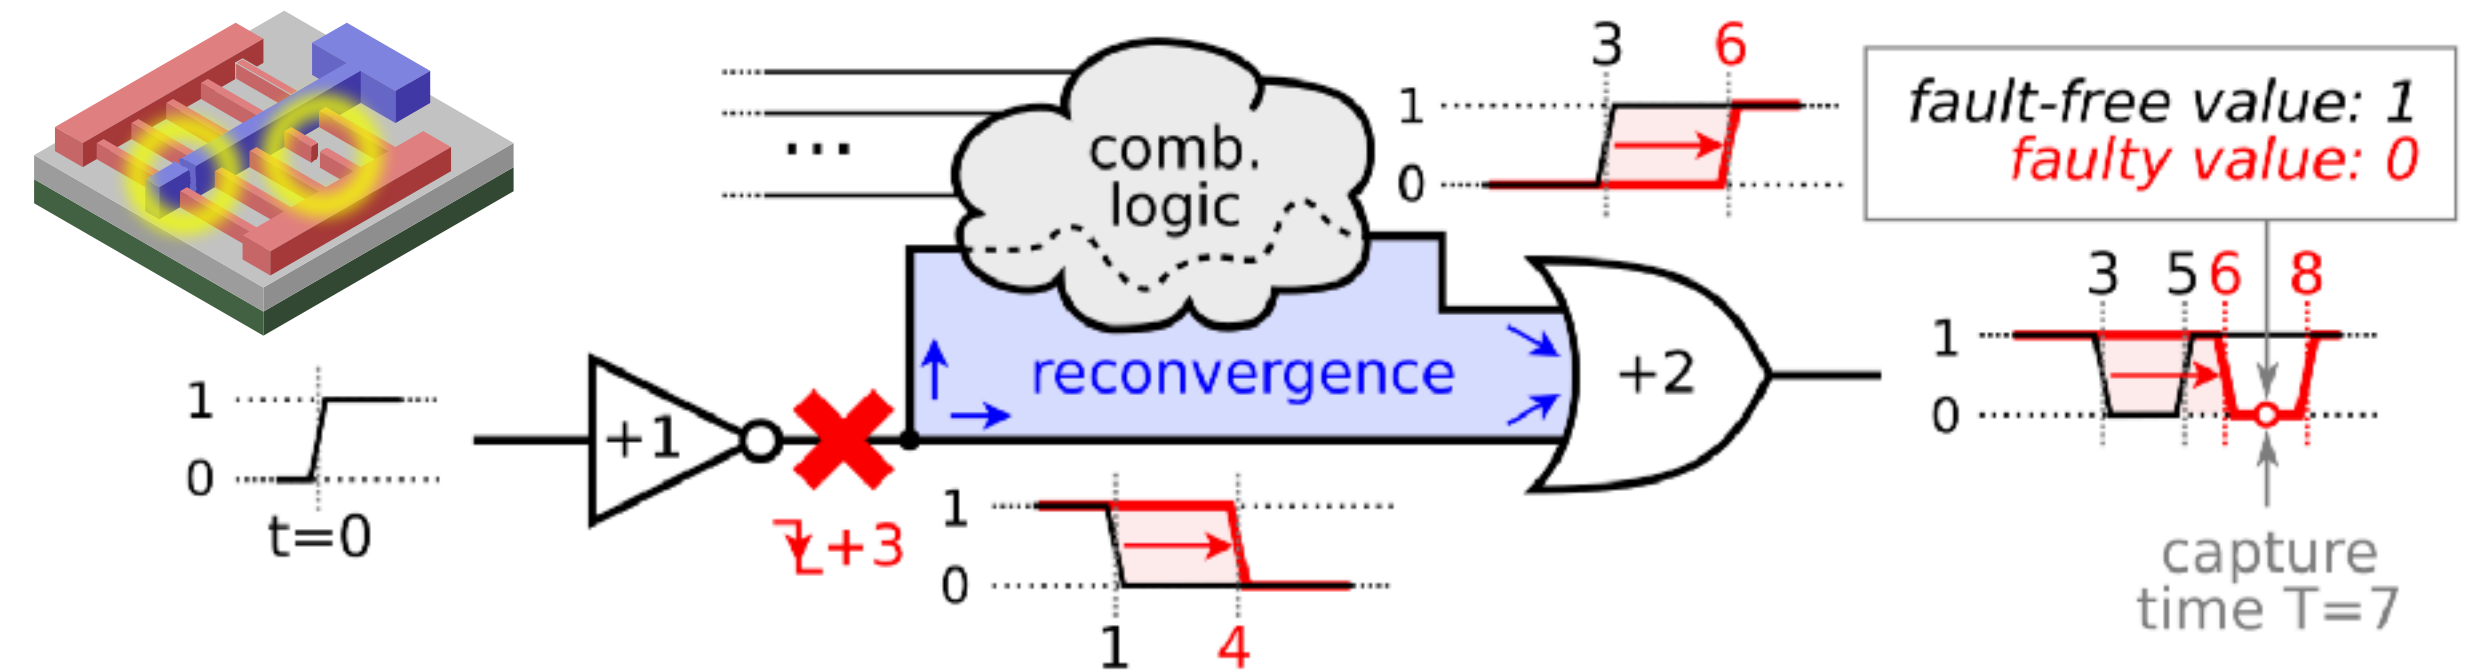 3 6
1
0
fault-free value: 1
faulty value: 0
...
comb.
logic
3 5 6 8
1
0
reconvergence
+2
1
0
t=0
+1
+3
1
0
1 4
capture
time T=7